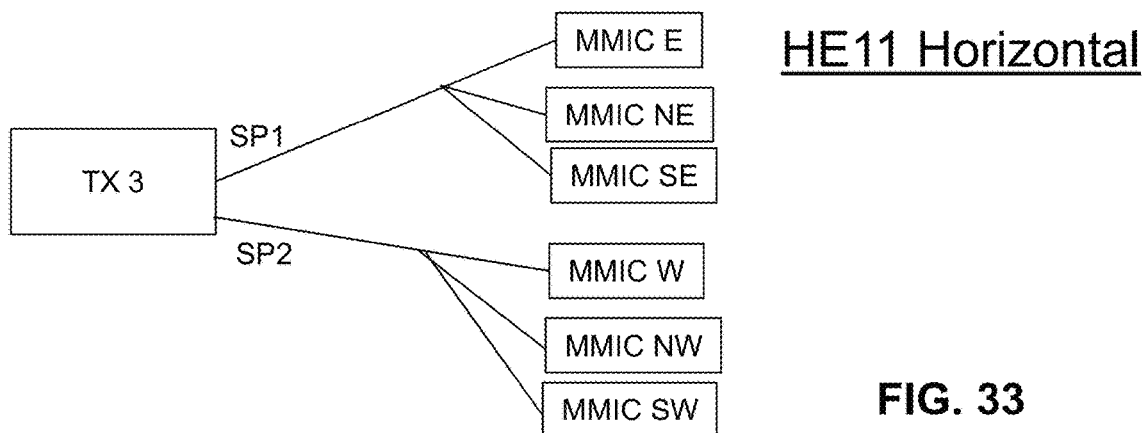 MMIC E
HE11 Horizontal
MMIC NE
SP1
TX 3
MMIC SE
SP2
MMIC W
MMIC NW
MMIC SW
FIG. 33